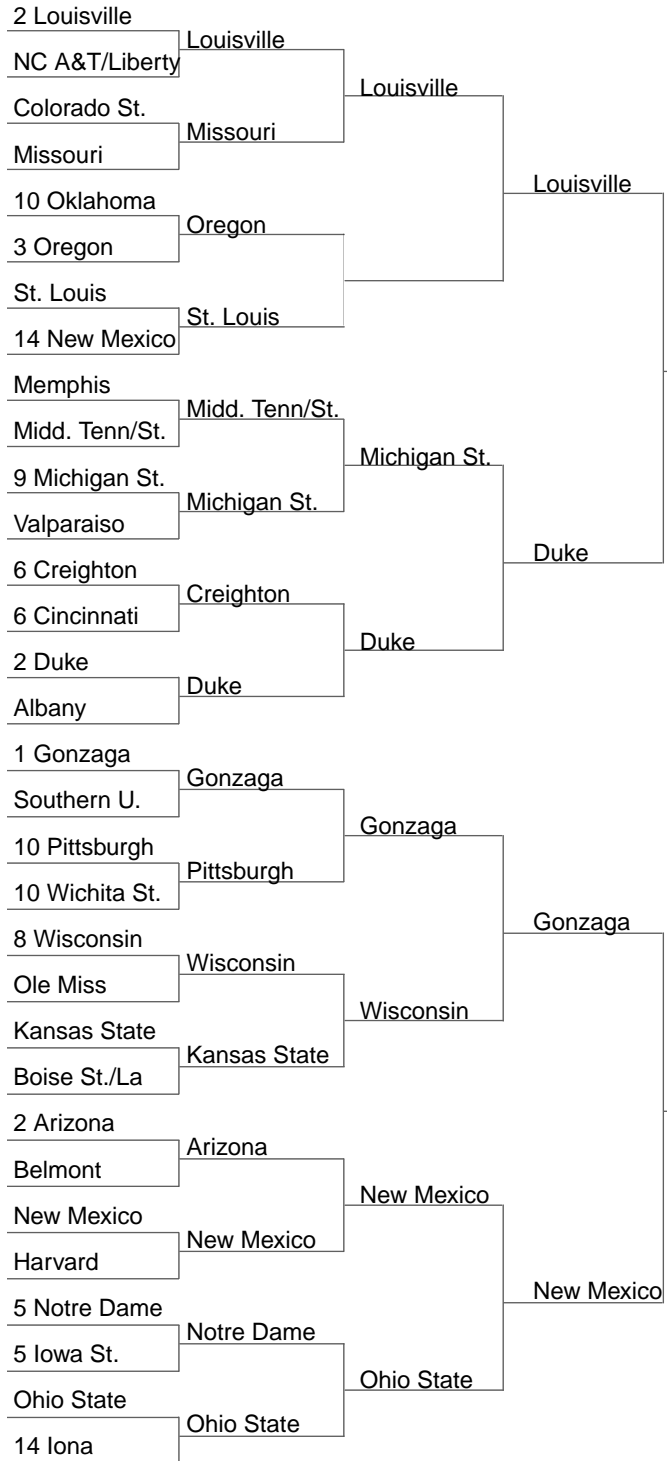 2 Louisville
NC A&T/Liberty
Colorado St.
Missouri
10 Oklahoma
3 Oregon
St. Louis
14 New Mexico
Memphis
Midd. Tenn/St.
9 Michigan St.
Valparaiso
6 Creighton
6 Cincinnati
2 Duke
Albany
1 Gonzaga
Southern U.
10 Pittsburgh
10 Wichita St.
8 Wisconsin
Ole Miss
Kansas State
Boise St./La
2 Arizona
Belmont
New Mexico
Harvard
5 Notre Dame
5 Iowa St.
Ohio State
14 Iona
Louisville
Missouri
Oregon
St. Louis
Midd. Tenn/St.
Michigan St.
Creighton
Duke
Gonzaga
Pittsburgh
Wisconsin
Kansas State
Arizona
New Mexico
Notre Dame
Ohio State
Louisville
Michigan St.
Duke
Gonzaga
Wisconsin
New Mexico
Ohio State
Louisville
Duke
Gonzaga
New Mexico